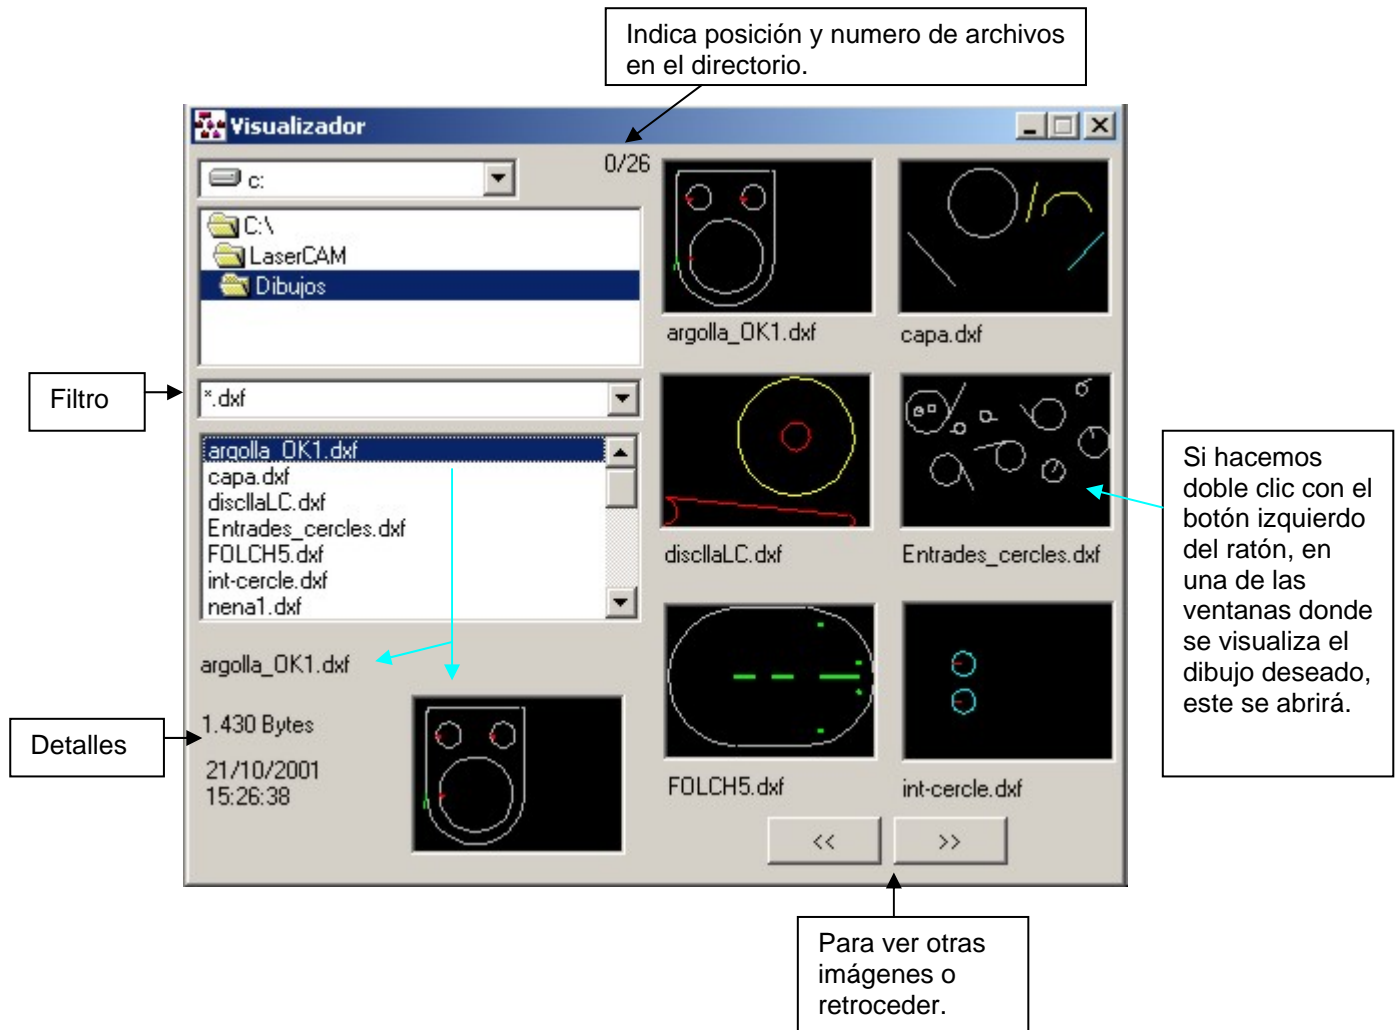 Indica posición y numero de archivos
en el directorio.
Visualizador
c:
0/26
C:\
LaserCAM
Dibujos
argolla_OK1.dxf
capa.dxf
Filtro
*.dxf
argolla_OK1.dxf
capa.dxf
discllaLC.dxf
Entrades_cercles.dxf
FOLCH5.dxf
int-cercle.dxf
nena1.dxf
discllaLC.dxf
Entrades_cercles.dxf
Si hacemos
doble clic con el
botón izquierdo
del ratón, en
una de las
ventanas donde
se visualiza el
dibujo deseado,
este se abrirá.
argolla_OK1.dxf
Detalles
1.430 Bytes
21/10/2001
15:26:38
FOLCH5.dxf
int-cercle.dxf
<<
>>
Para ver otras
imágenes o
retroceder.